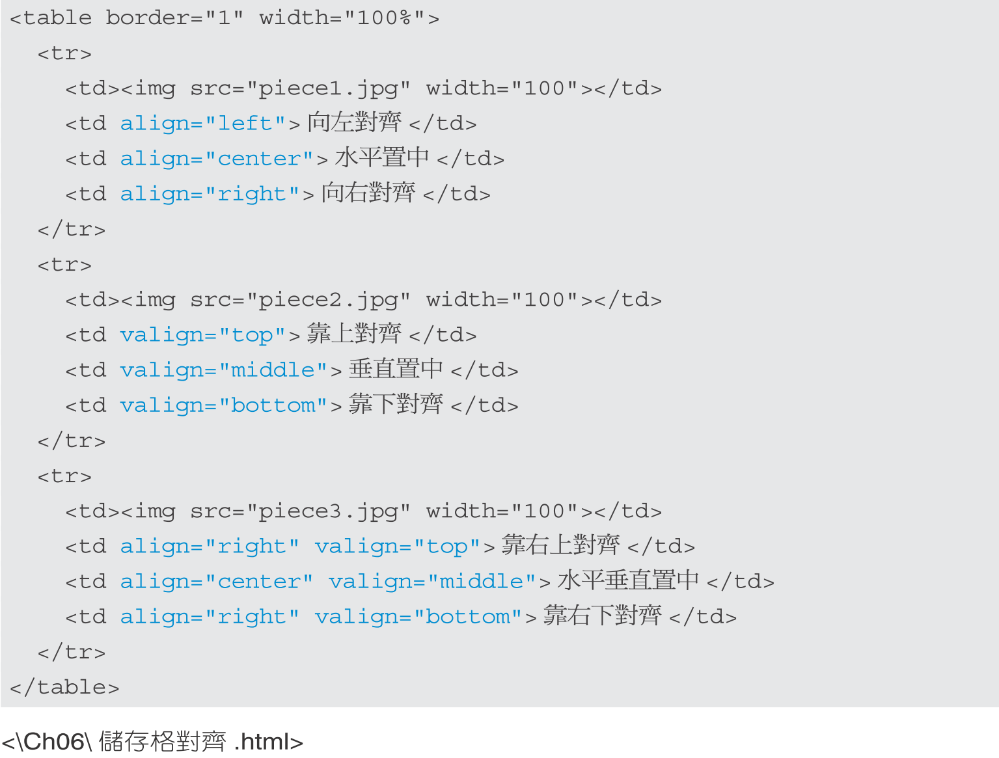 <table border="1" width="100%">
  <tr>
    <td><img src="piece1.jpg" width="100"></td>
    <td align="left">向左對齊</td>
    <td align="center">水平置中</td>
    <td align="right">向右對齊</td>
  </tr>
  <tr>
    <td><img src="piece2.jpg" width="100"></td>
    <td valign="top">靠上對齊</td>
    <td valign="middle">垂直置中</td>
    <td valign="bottom">靠下對齊</td>
  </tr>
  <tr>
    <td><img src="piece3.jpg" width="100"></td>
    <td align="right" valign="top">靠右上對齊</td>
    <td align="center" valign="middle">水平垂直置中</td>
    <td align="right" valign="bottom">靠右下對齊</td>
  </tr>
</table>
<\Ch06\儲存格對齊.html>